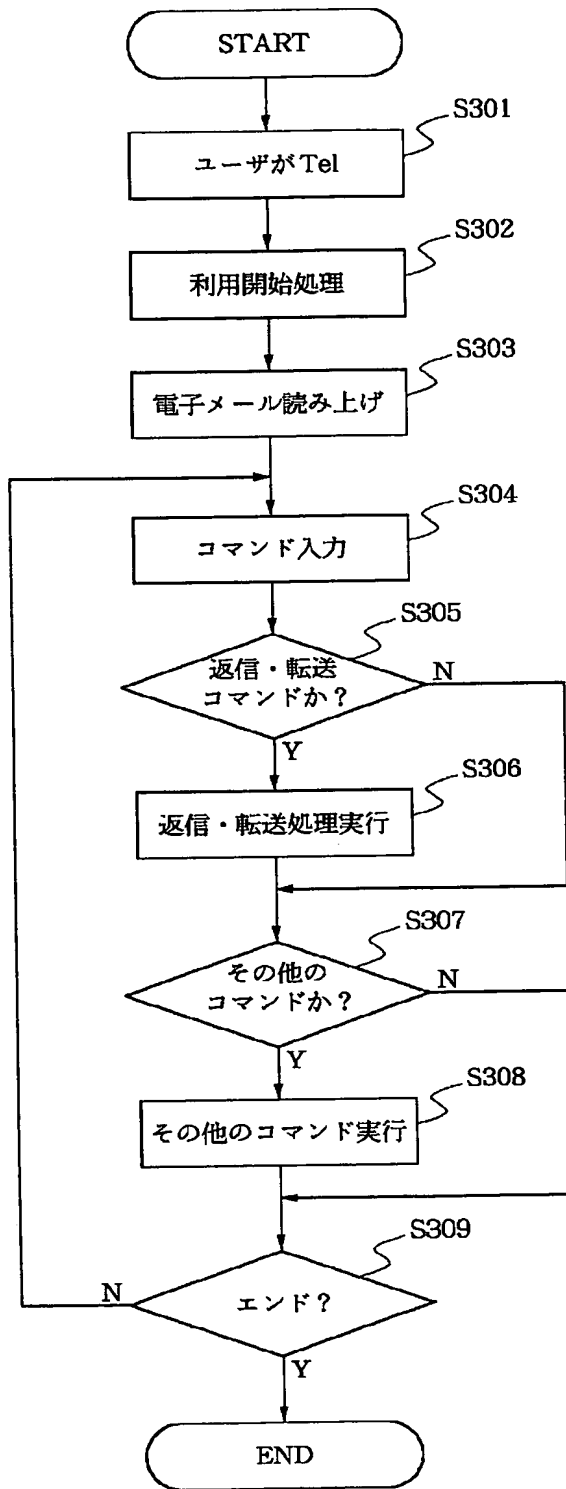 START
S301
ユーザがTel
S302
利用開始処理
S303
電子メール読み上げ
S304
コマンド入力
S305
返信・転送
コマンドか？
N
Y
S306
返信・転送処理実行
S307
その他の
コマンドか？
N
Y
S308
その他のコマンド実行
S309
エンド？
N
Y
END